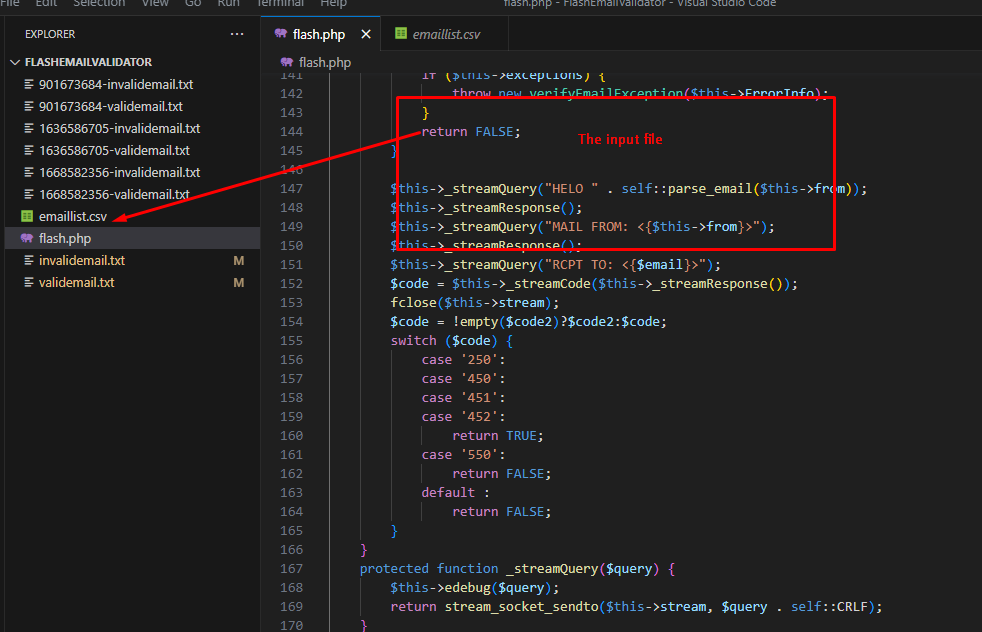 File Edit Selection View Go Run Terminal Help flash.php - FlashEmailValidator - Visual Studio Code
EXPLORER ···
flash.php
emaillist.csv
FLASHEMAILVALIDATOR
flash.php
901673684-invalidemail.txt
901673684-validemail.txt
1636586705-invalidemail.txt
1636586705-validemail.txt
1668582356-invalidemail.txt
1668582356-validemail.txt
emaillist.csv
flash.php
invalidemail.txt M
validemail.txt M
141 if ($this->exceptions) {
142 throw new verifyEmailException($this->ErrorInfo);
143 }
144 return FALSE;
The input file
145 }
146
147 $this->_streamQuery("HELO " . self::parse_email($this->from));
148 $this->_streamResponse();
149 $this->_streamQuery("MAIL FROM: <{$this->from}>");
150 $this->_streamResponse();
151 $this->_streamQuery("RCPT TO: <{$email}>");
152 $code = $this->_streamCode($this->_streamResponse());
153 fclose($this->stream);
154 $code = !empty($code2)?$code2:$code;
155 switch ($code) {
156 case '250':
157 case '450':
158 case '451':
159 case '452':
160 return TRUE;
161 case '550':
162 return FALSE;
163 default :
164 return FALSE;
165 }
166 }
167 protected function _streamQuery($query) {
168 $this->edebug($query);
169 return stream_socket_sendto($this->stream, $query . self::CRLF);
170 }